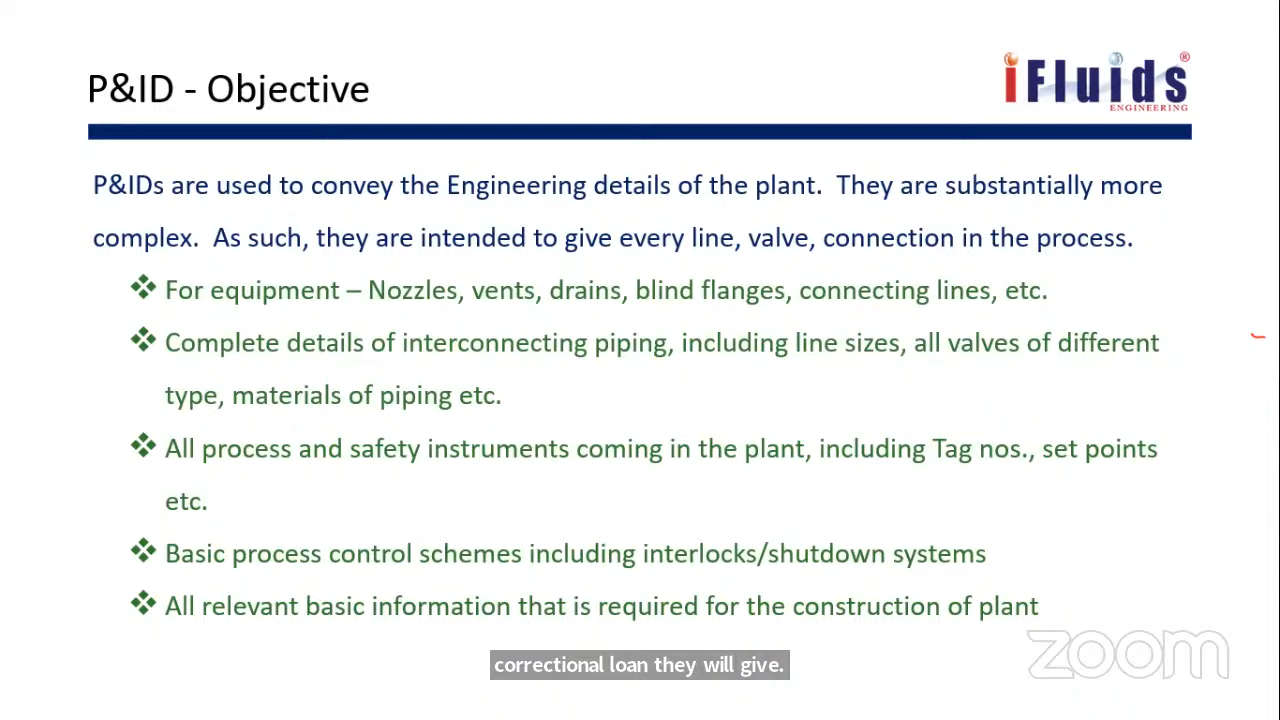 P&ID - Objective
iFluids®
ENGINEERING
P&IDs are used to convey the Engineering details of the plant. They are substantially more
complex. As such, they are intended to give every line, valve, connection in the process.
❖ For equipment – Nozzles, vents, drains, blind flanges, connecting lines, etc.
❖ Complete details of interconnecting piping, including line sizes, all valves of different
type, materials of piping etc.
❖ All process and safety instruments coming in the plant, including Tag nos., set points
etc.
❖ Basic process control schemes including interlocks/shutdown systems
❖ All relevant basic information that is required for the construction of plant
zoom
correctional loan they will give.